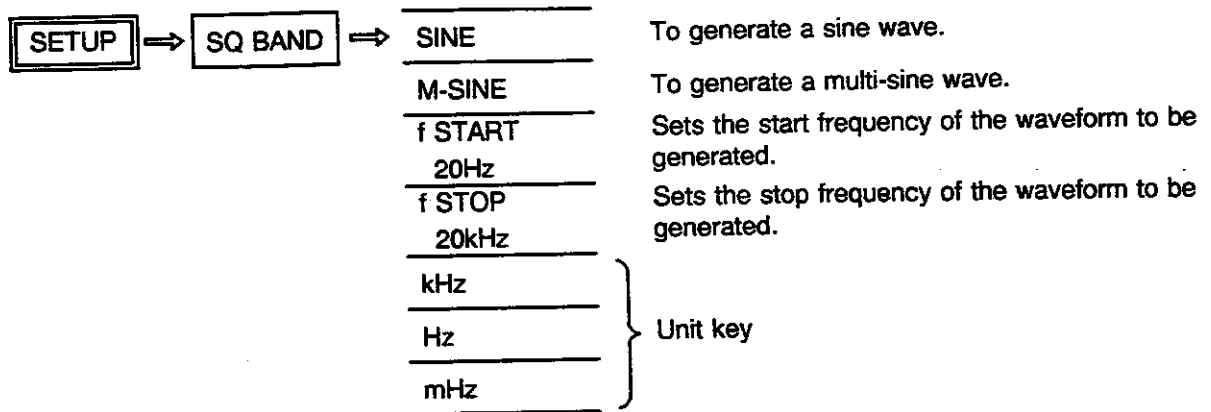 SETUP ⇒ SQ BAND ⇒ SINE To generate a sine wave.
M-SINE To generate a multi-sine wave.
f START Sets the start frequency of the waveform to be
20Hz generated.
f STOP Sets the stop frequency of the waveform to be
20kHz generated.
kHz
Hz Unit key
mHz